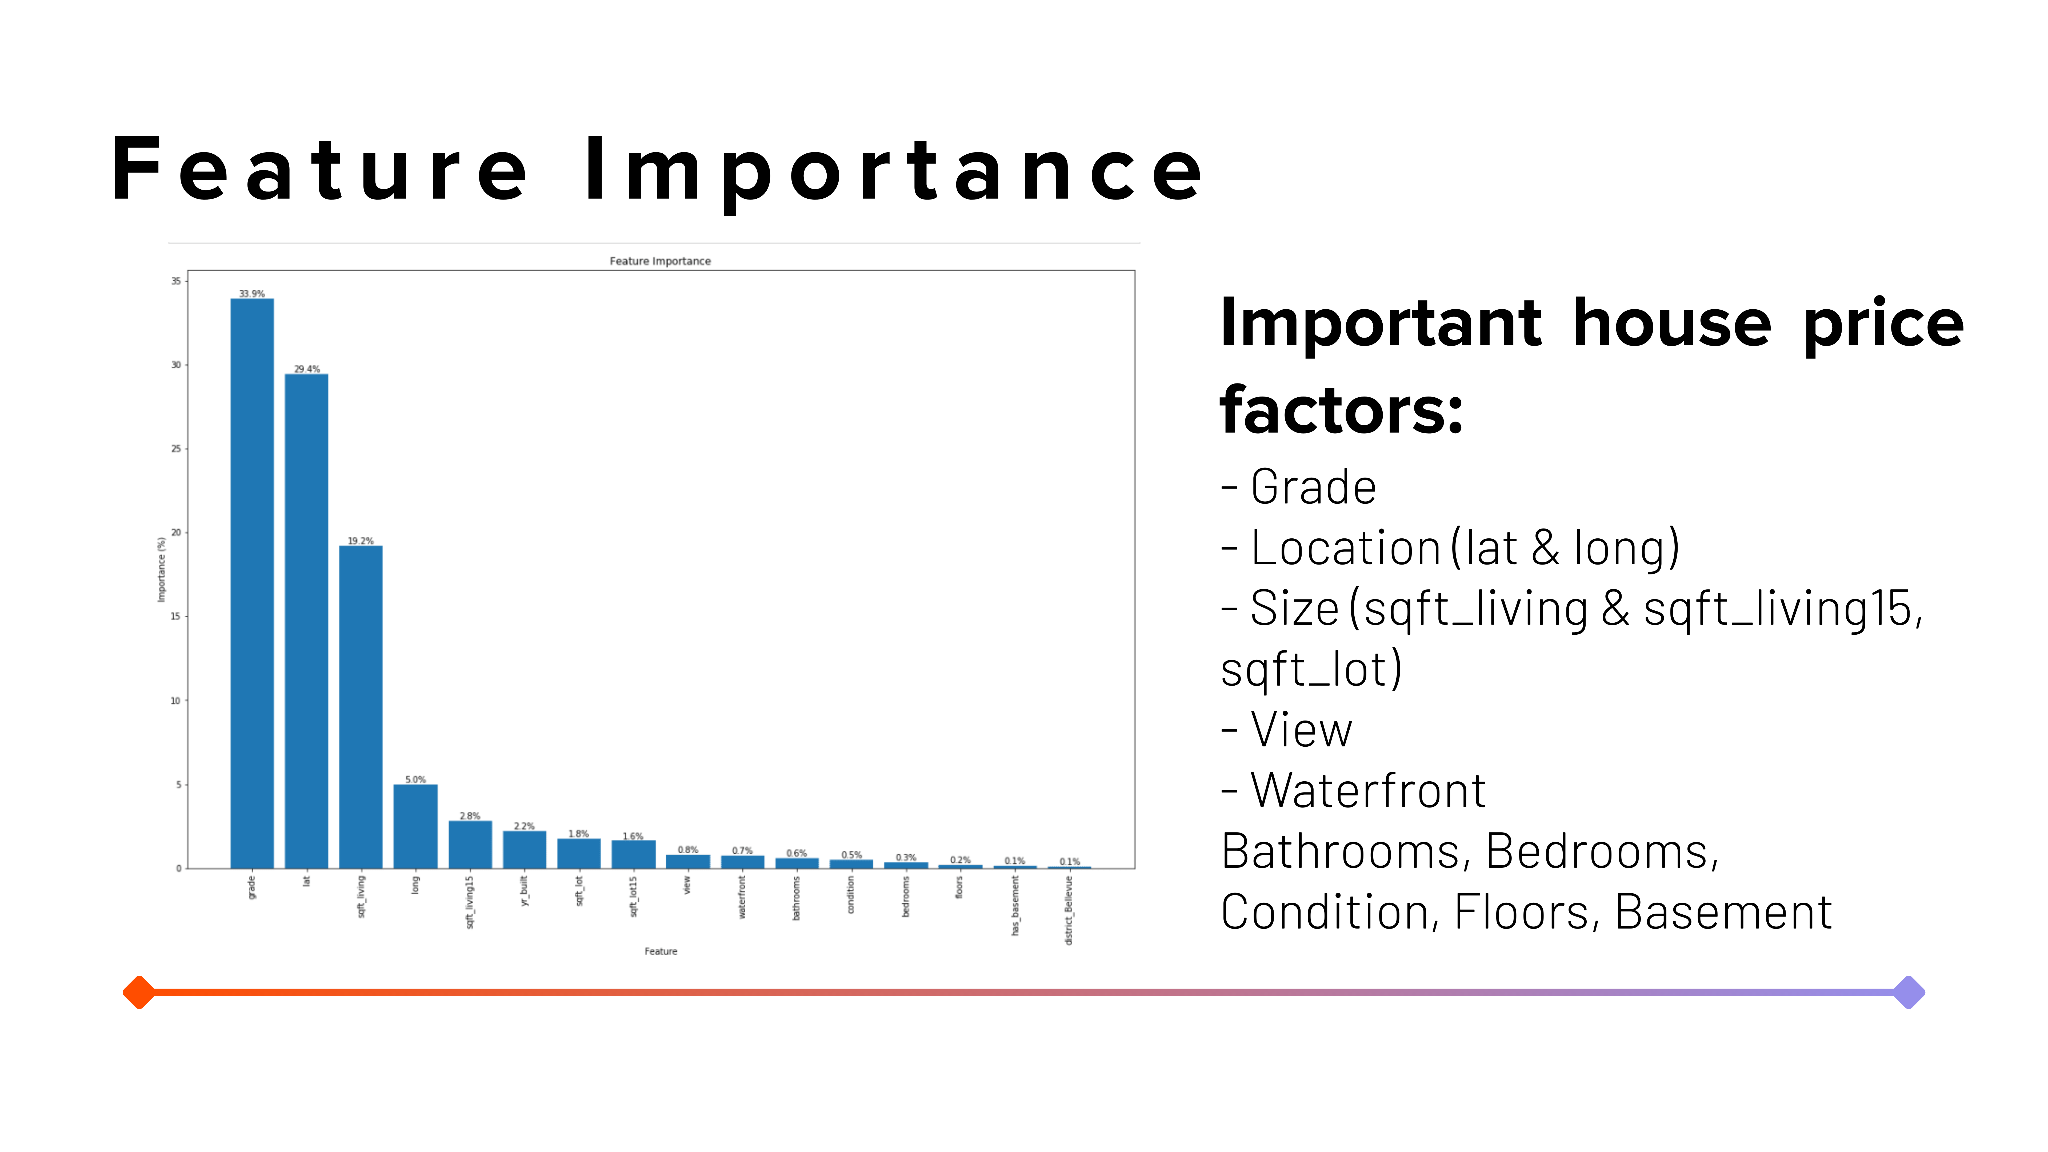 Feature Importance
Feature Importance
35
30
25
20
15
10
5
0
Importance (%)
33.9%
29.4%
19.2%
5.0%
2.8%
2.2%
1.8%
1.6%
0.8%
0.7%
0.6%
0.5%
0.3%
0.2%
0.1%
0.1%
grade
lat
sqft_living
long
sqft_living15
yr_built
sqft_lot
sqft_lot15
view
waterfront
bathrooms
condition
bedrooms
floors
has_basement
district_Bellevue
Feature
Important house price
factors:
- Grade
- Location (lat & long)
- Size (sqft_living & sqft_living15,
sqft_lot)
- View
- Waterfront
Bathrooms, Bedrooms,
Condition, Floors, Basement